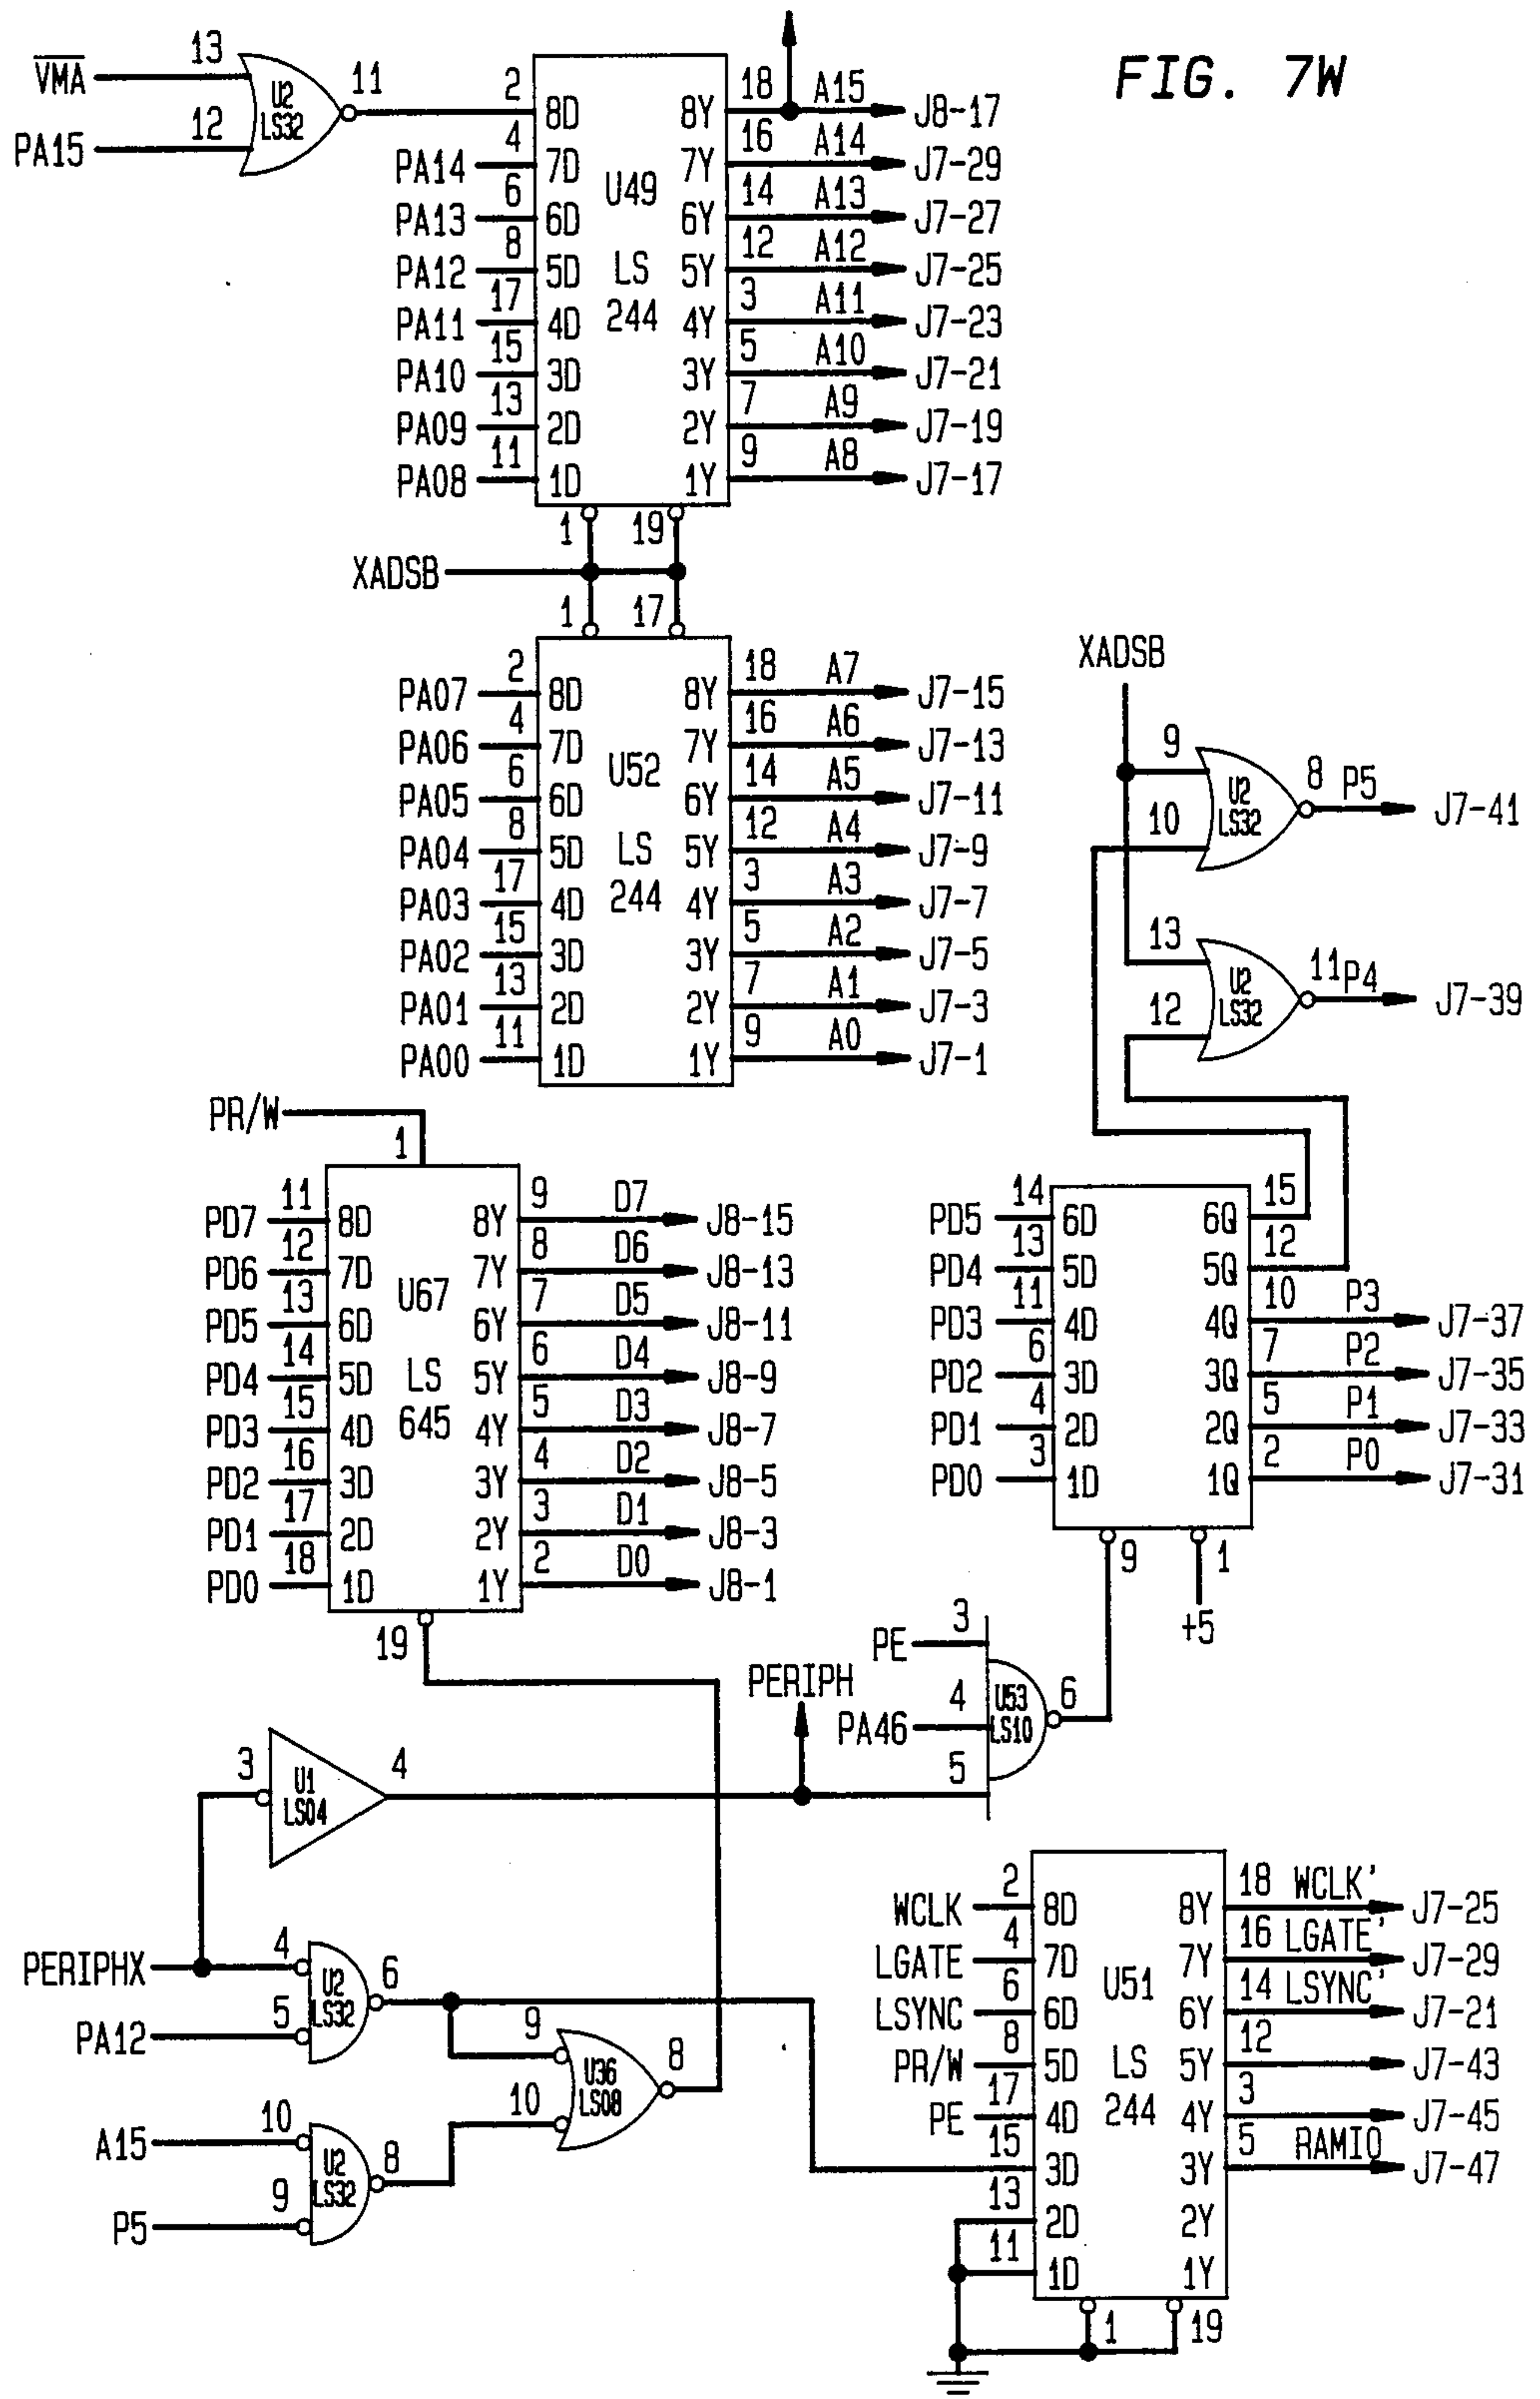 FIG. 7W
VMA 13
PA15 12
U2
LS32
11
2 8D 8Y 18 A15 J8-17
PA14 4 7D 7Y 16 A14 J7-29
PA13 6 6D 6Y 14 A13 J7-27
PA12 8 5D 5Y 12 A12 J7-25
PA11 17 4D 4Y 3 A11 J7-23
PA10 15 3D 3Y 5 A10 J7-21
PA09 13 2D 2Y 7 A9 J7-19
PA08 11 1D 1Y 9 A8 J7-17
U49
LS
244
1 19
XADSB
1 17
PA07 2 8D 8Y 18 A7 J7-15
PA06 4 7D 7Y 16 A6 J7-13
PA05 6 6D 6Y 14 A5 J7-11
PA04 8 5D 5Y 12 A4 J7-9
PA03 17 4D 4Y 3 A3 J7-7
PA02 15 3D 3Y 5 A2 J7-5
PA01 13 2D 2Y 7 A1 J7-3
PA00 11 1D 1Y 9 A0 J7-1
U52
LS
244
XADSB
9
10
U2
LS32
8 P5 J7-41
13
12
U2
LS32
11 P4 J7-39
PR/W
1
PD7 11 8D 8Y 9 D7 J8-15
PD6 12 7D 7Y 8 D6 J8-13
PD5 13 6D 6Y 7 D5 J8-11
PD4 14 5D 5Y 6 D4 J8-9
PD3 15 4D 4Y 5 D3 J8-7
PD2 16 3D 3Y 4 D2 J8-5
PD1 17 2D 2Y 3 D1 J8-3
PD0 18 1D 1Y 2 D0 J8-1
U67
LS
645
19
PD5 14 6D 6Q 15
PD4 13 5D 5Q 12
PD3 11 4D 4Q 10 P3 J7-37
PD2 6 3D 3Q 7 P2 J7-35
PD1 4 2D 2Q 5 P1 J7-33
PD0 3 1D 1Q 2 P0 J7-31
9 1
+5
PE 3
PA46 4
5
U53
LS10
6
PERIPH
3
U1
LS04
4
PERIPHX 4
PA12 5
U2
LS32
6
9
10
U36
LS08
8
A15 10
P5 9
U2
LS32
8
WCLK 2 8D 8Y 18 WCLK' J7-25
LGATE 4 7D 7Y 16 LGATE' J7-29
LSYNC 6 6D 6Y 14 LSYNC' J7-21
PR/W 8 5D 5Y 12 J7-43
PE 17 4D 4Y 3 J7-45
15 3D 3Y 5 RAMIO J7-47
13 2D 2Y
11 1D 1Y
U51
LS
244
1 19